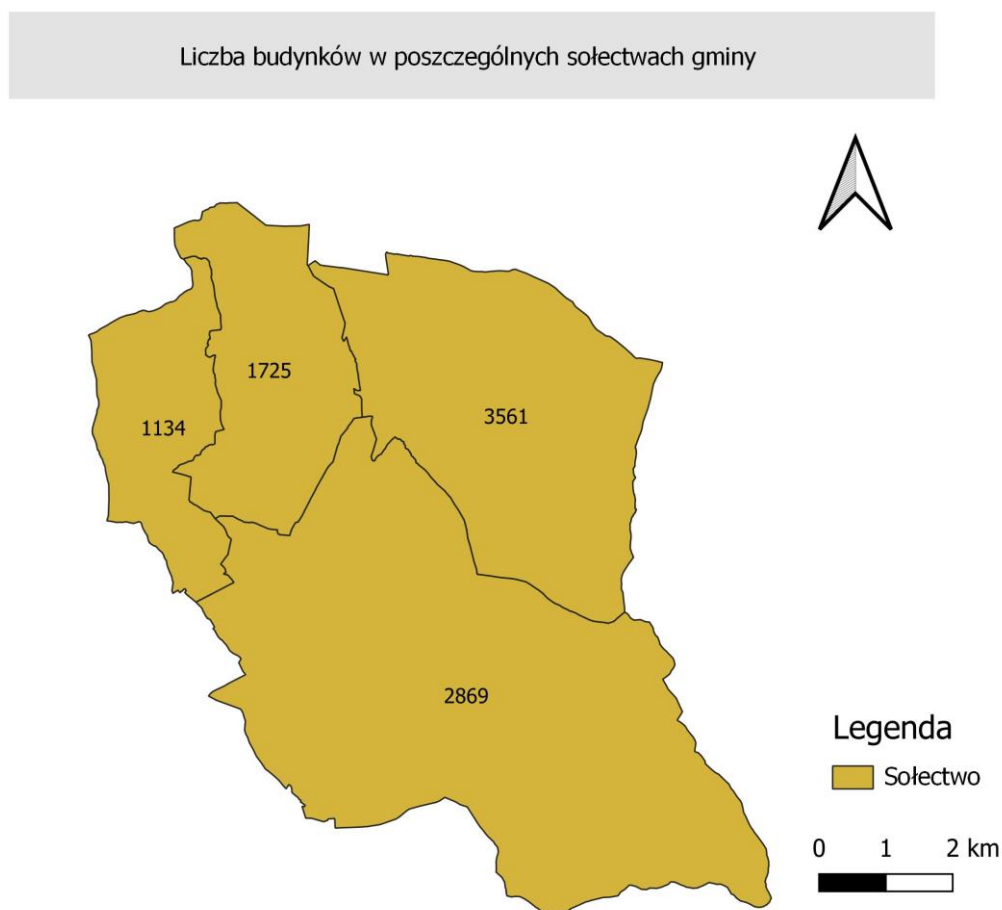 Liczba budynków w poszczególnych sołectwach gminy
1725
1134
3561
2869
Legenda
Sołectwo
0 1 2 km